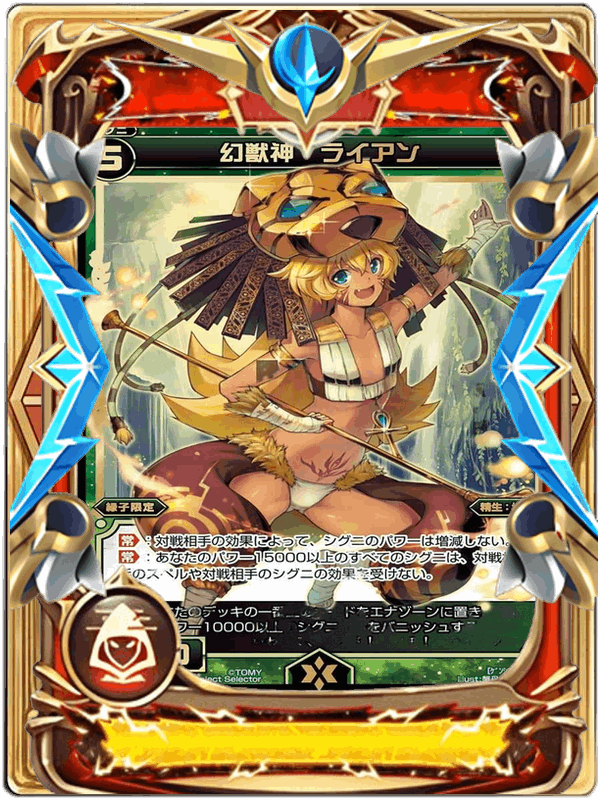 5
幻獣神 ライアン
緑子限定
精生:
常:対戦相手の効果によって、シグニのパワーは増減しない。
常:あなたのパワー15000以上のすべてのシグニは、対戦
のスペルや対戦相手のシグニの効果を受けない。
たのデッキの一番
ドをエナゾーンに置き
パワー10000以上
シグニ
をバニッシュす
©TOMY
lect Selector
Illust: